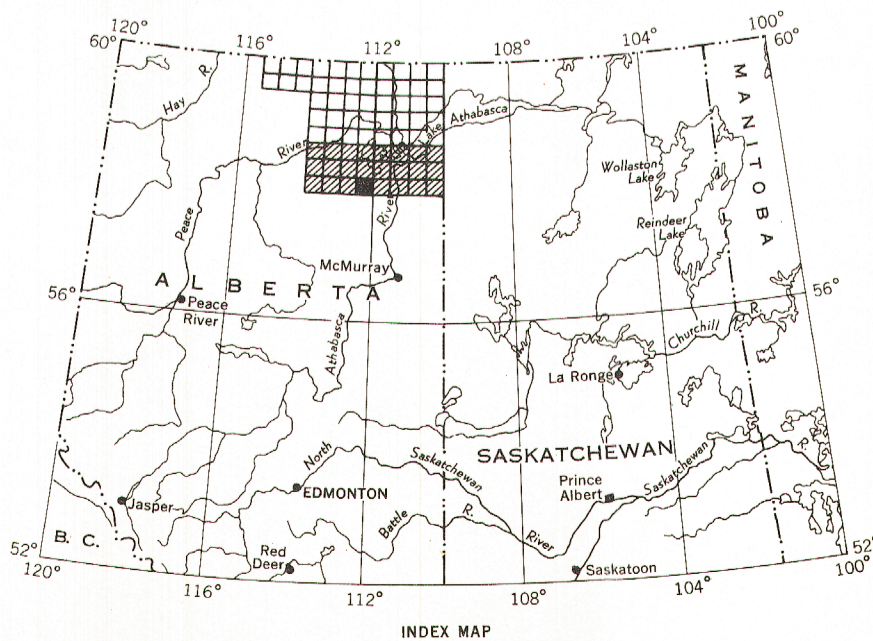 120°
60°
116°
112°
108°
104°
100°
60°
Hay R.
River
Lake
Athabasca
Wollaston
Lake
Reindeer
Lake
MANITOBA
Peace
River
McMurray
ALBERTA
56°
Peace
River
Athabasca
56°
Churchill R.
La Ronge
SASKATCHEWAN
North Saskatchewan
River
Saskatchewan R.
Prince
Albert
EDMONTON
Jasper
Battle R.
B. C.
Red
Deer
Saskatoon
52°
120°
116°
112°
108°
104°
52°
100°
INDEX MAP